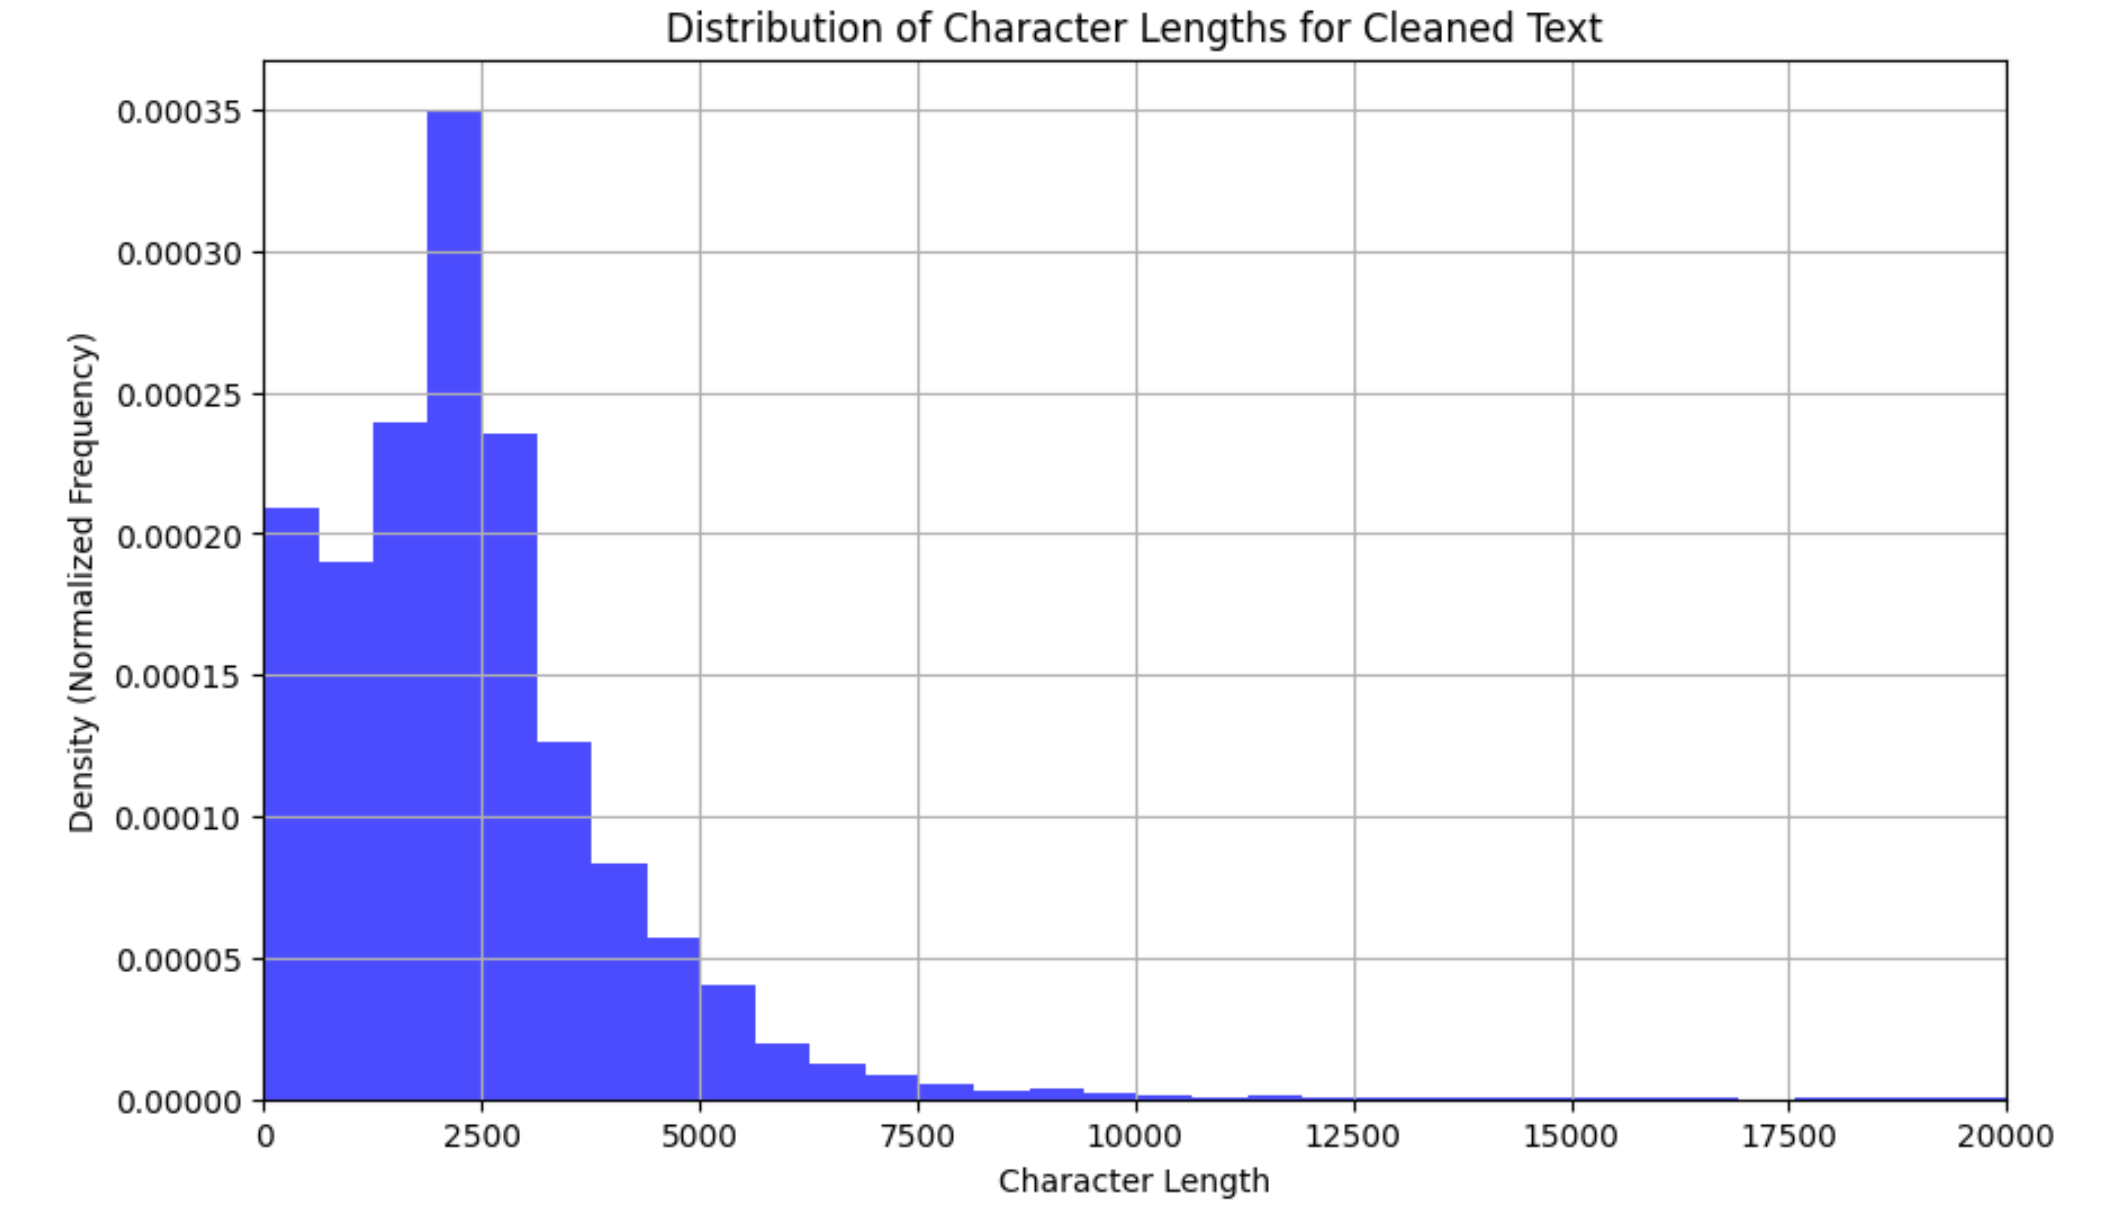 Distribution of Character Lengths for Cleaned Text
Density (Normalized Frequency)
0.00035
0.00030
0.00025
0.00020
0.00015
0.00010
0.00005
0.00000
0 2500 5000 7500 10000 12500 15000 17500 20000
Character Length